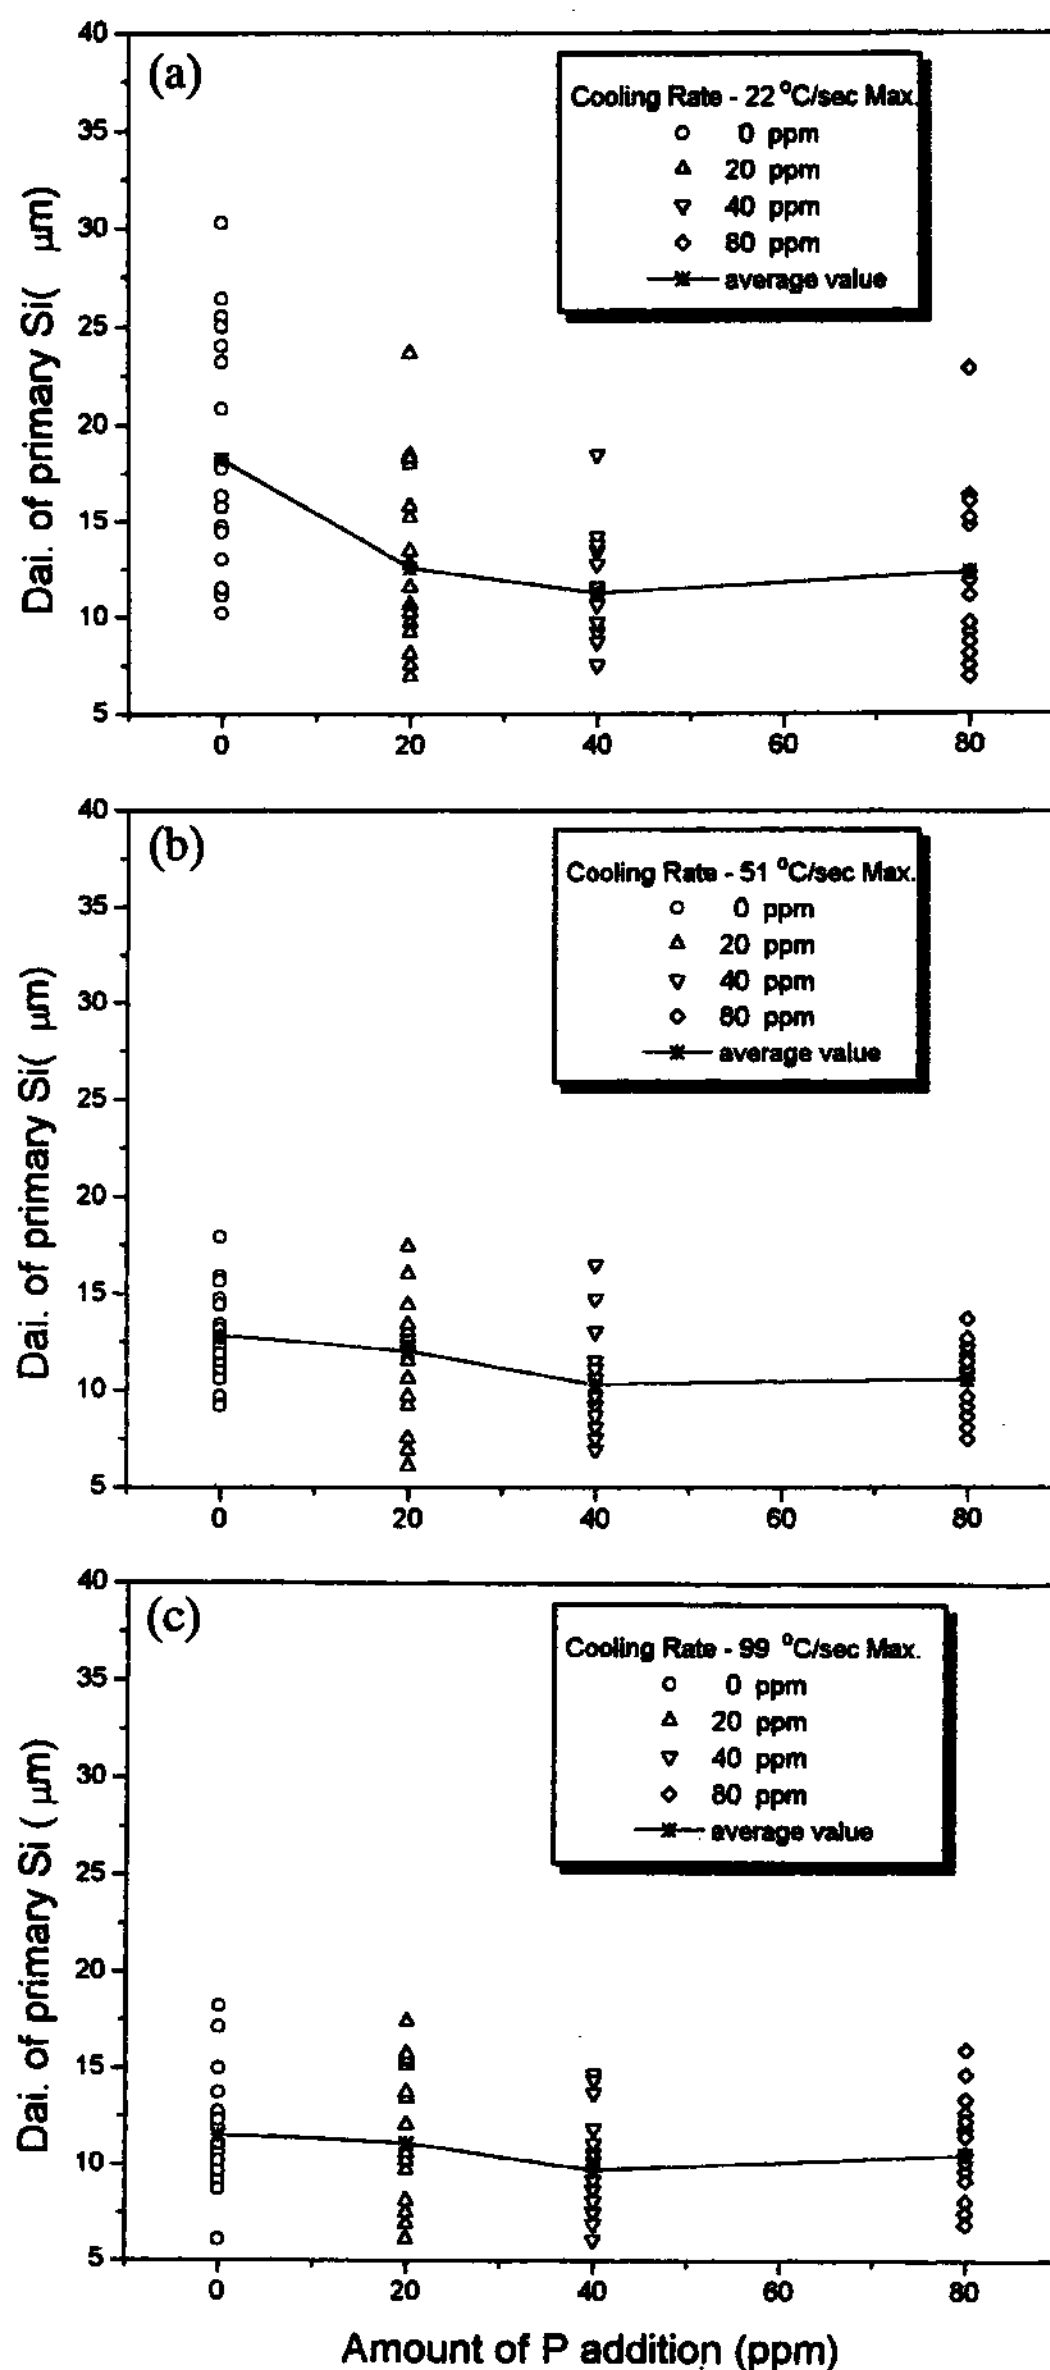 (a)
Cooling Rate - 22 °C/sec Max.
0 ppm
20 ppm
40 ppm
80 ppm
average value
Dai. of primary Si( μm)
40
35
30
25
20
15
10
5
0 20 40 60 80
(b)
Cooling Rate - 51 °C/sec Max.
0 ppm
20 ppm
40 ppm
80 ppm
average value
Dai. of primary Si( μm)
40
35
30
25
20
15
10
5
0 20 40 60 80
(c)
Cooling Rate - 99 °C/sec Max.
0 ppm
20 ppm
40 ppm
80 ppm
average value
Dai. of primary Si ( μm)
40
35
30
25
20
15
10
5
0 20 40 60 80
Amount of P addition (ppm)